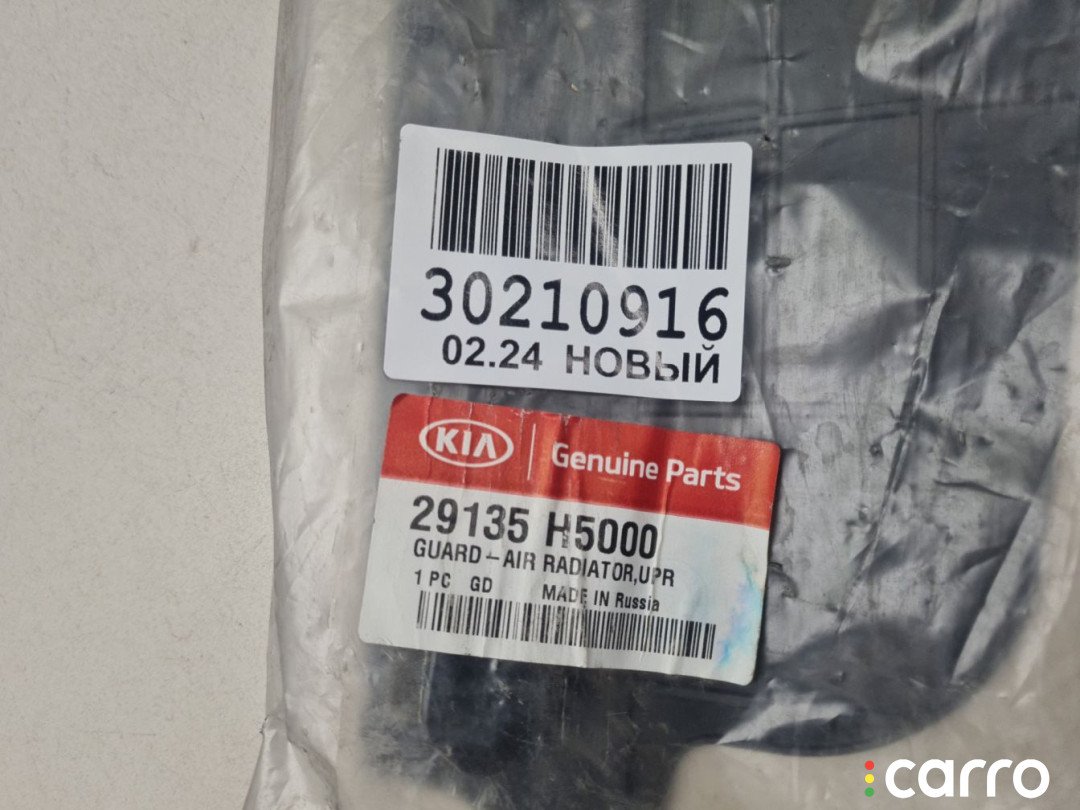 30210916
02.24 НОВЫЙ
KIA Genuine Parts
29135 H5000
GUARD-AIR RADIATOR,UPR
1 PC GD MADE IN Russia
carro